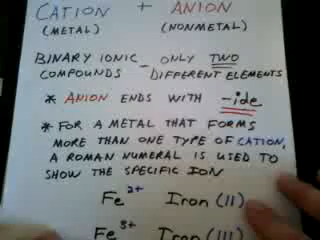 CATION + ANION
(METAL) (NONMETAL)
BINARY IONIC COMPOUNDS - ONLY TWO DIFFERENT ELEMENTS
* ANION ENDS WITH -ide
* FOR A METAL THAT FORMS
MORE THAN ONE TYPE OF CATION,
A ROMAN NUMERAL IS USED TO
SHOW THE SPECIFIC ION
Fe²⁺ Iron (II)
Fe³⁺ Iron (III)